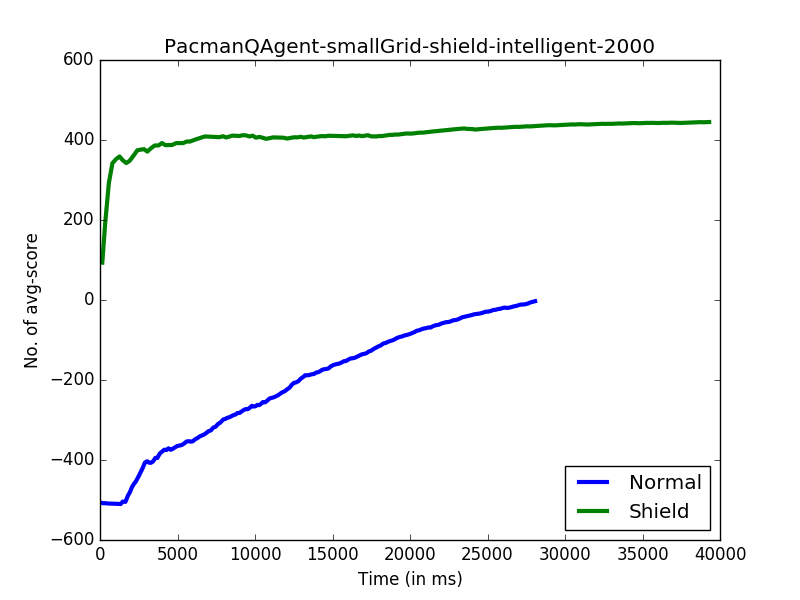 PacmanQAgent-smallGrid-shield-intelligent-2000
600
400
200
0
−200
−400
−600
No. of avg-score
0 5000 10000 15000 20000 25000 30000 35000 40000
Time (in ms)
Normal
Shield